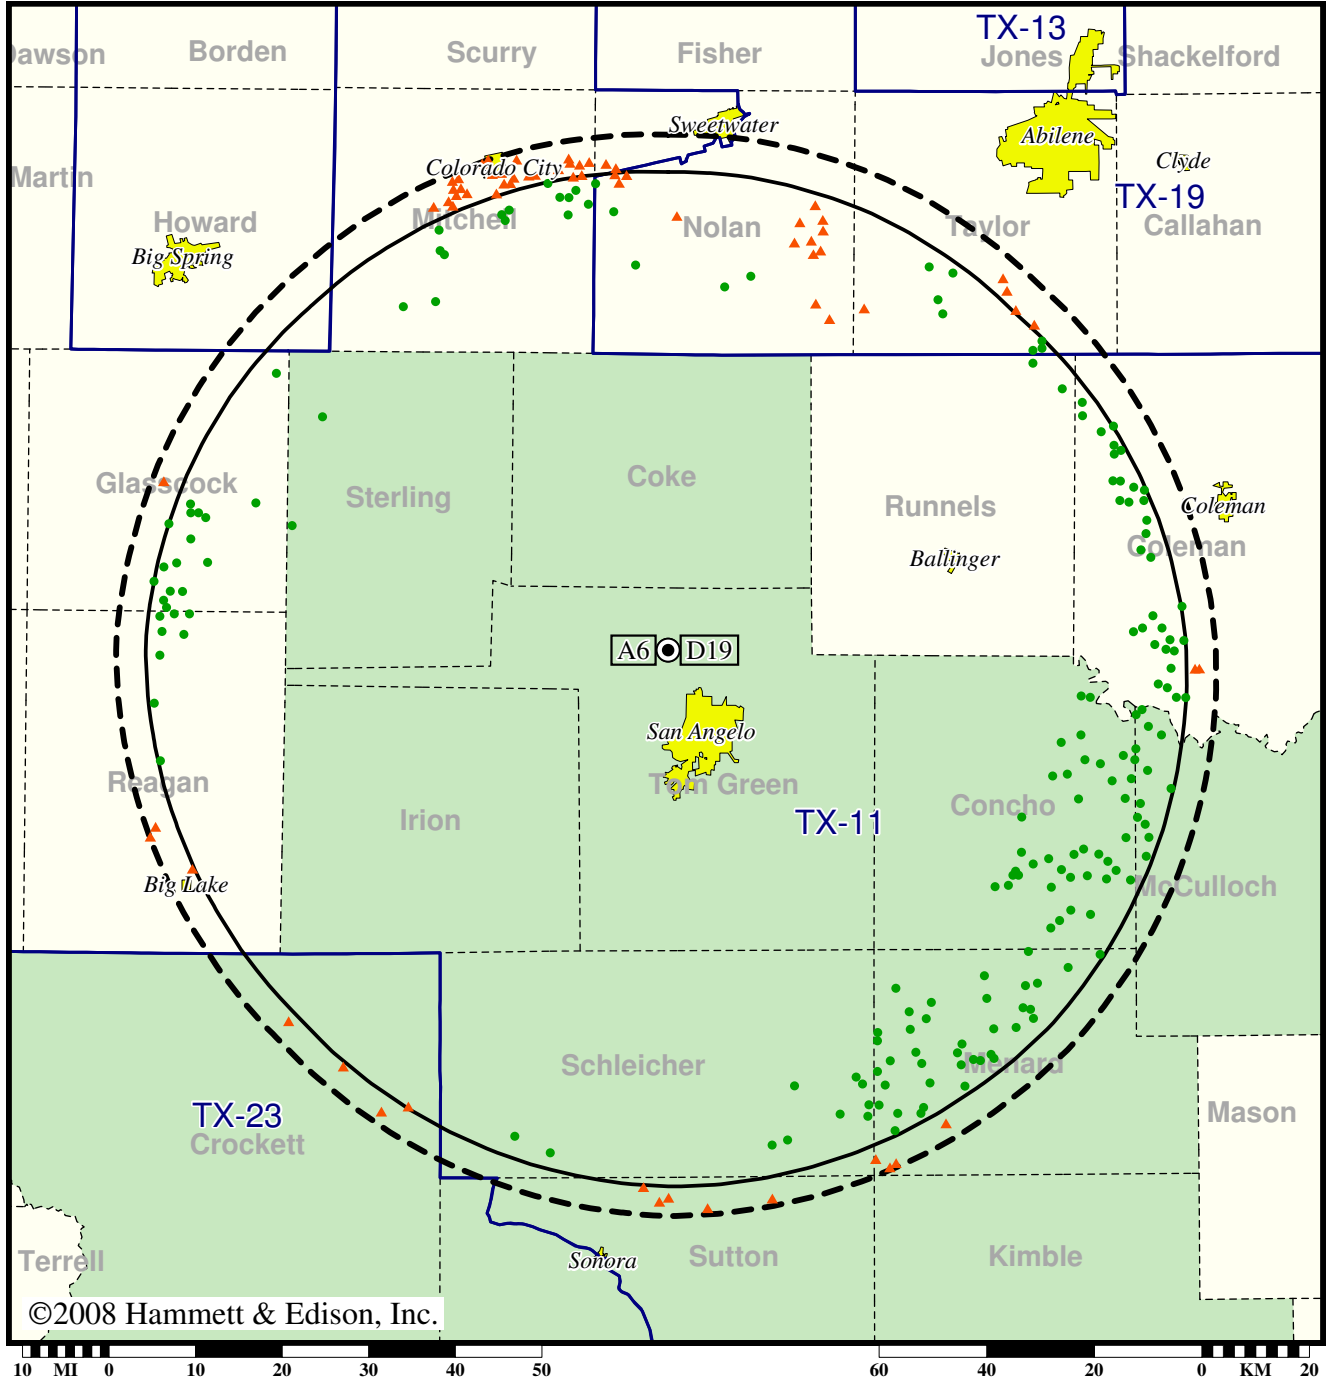 TX-13
Dawson
Borden
Scurry
Fisher
Jones
Shackelford
Sweetwater
Abilene
Colorado City
Clyde
Martin
TX-19
Howard
Mitchell
Nolan
Taylor
Callahan
Big Spring
Glasscock
Sterling
Coke
Runnels
Coleman
Ballinger
Coleman
A6
D19
San Angelo
Reagan
Tom Green
Irion
TX-11
Concho
Big Lake
McCulloch
Schleicher
Menard
TX-23
Crockett
Mason
Terrell
Sonora
Sutton
Kimble
©2008 Hammett & Edison, Inc.
10 MI 0 10 20 30 40 50 60 40 20 0 KM 20